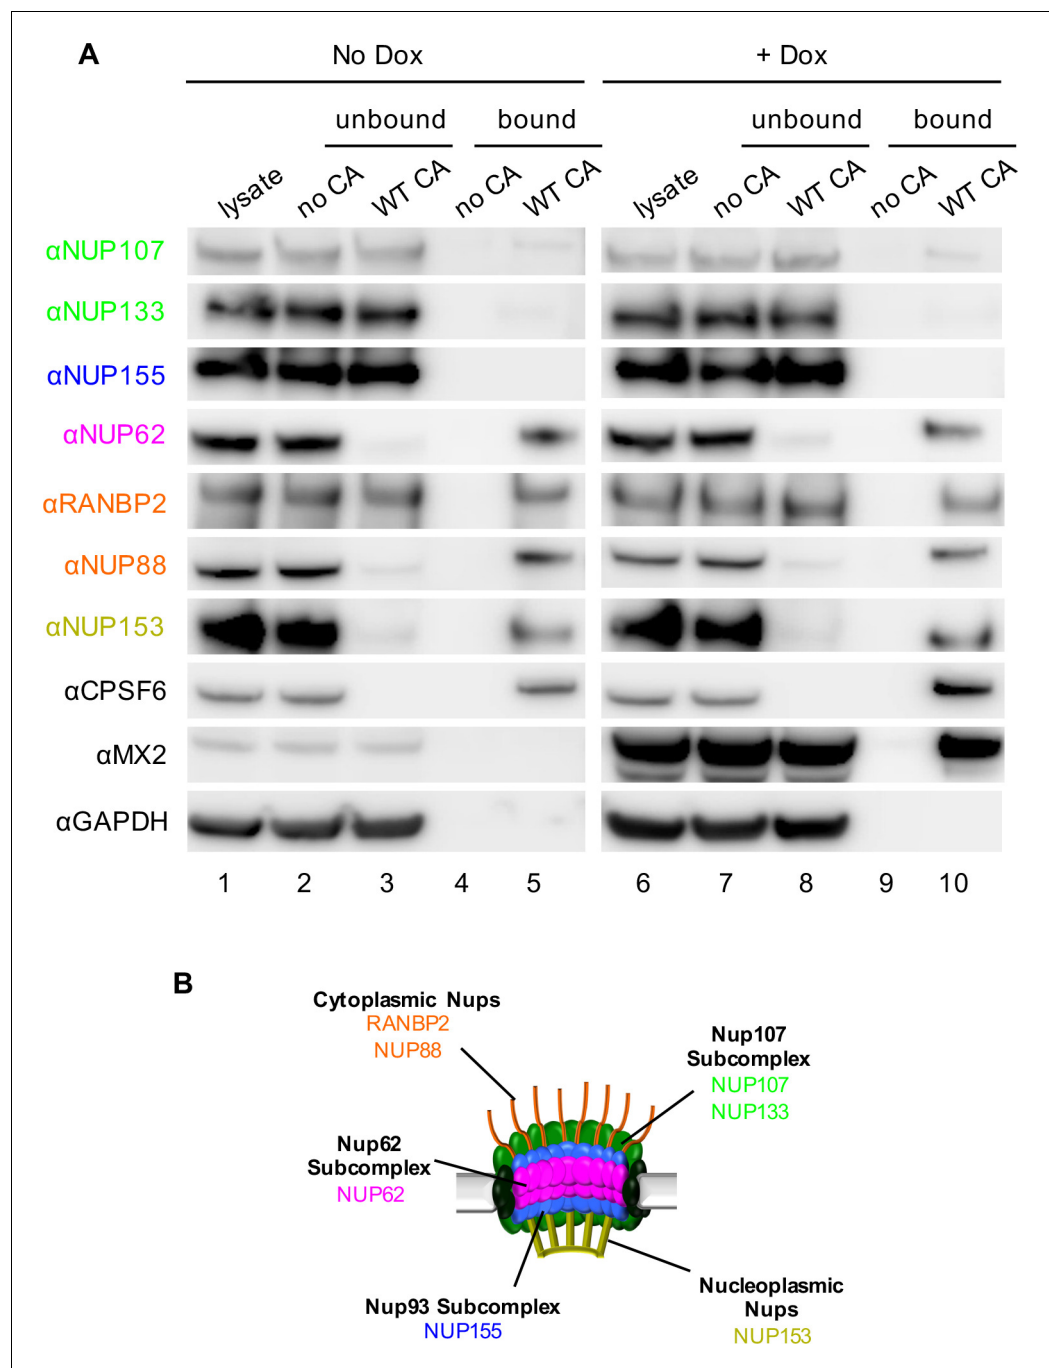 A
No Dox
+ Dox
unbound
bound
unbound
bound
lysate
no CA
WT CA
no CA
WT CA
lysate
no CA
WT CA
no CA
WT CA
αNUP107
αNUP133
αNUP155
αNUP62
αRANBP2
αNUP88
αNUP153
αCPSF6
αMX2
αGAPDH
1 2 3 4 5 6 7 8 9 10
B
Cytoplasmic Nups
RANBP2
NUP88
Nup107
Subcomplex
NUP107
NUP133
Nup62
Subcomplex
NUP62
Nup93 Subcomplex
NUP155
Nucleoplasmic
Nups
NUP153